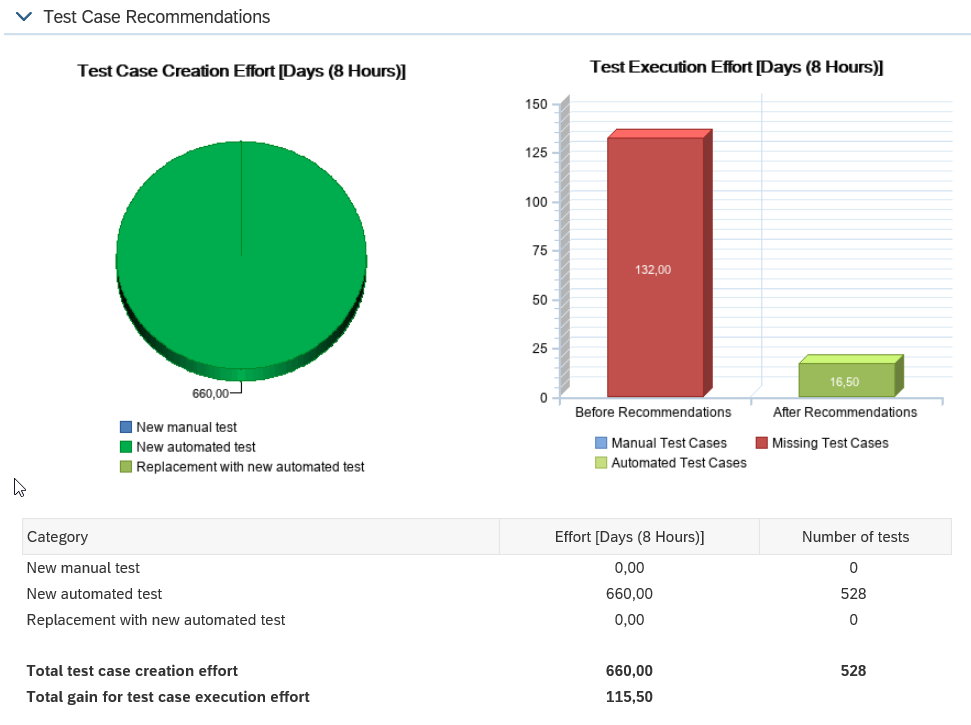 Test Case Recommendations
Test Case Creation Effort [Days (8 Hours)]
660,00
New manual test
New automated test
Replacement with new automated test
Test Execution Effort [Days (8 Hours)]
150
125
100
75
50
25
0
132,00
16,50
Before Recommendations After Recommendations
Manual Test Cases Missing Test Cases
Automated Test Cases
Category Effort [Days (8 Hours)] Number of tests
New manual test 0,00 0
New automated test 660,00 528
Replacement with new automated test 0,00 0
Total test case creation effort 660,00 528
Total gain for test case execution effort 115,50